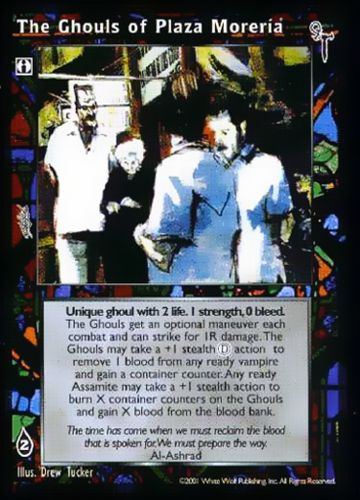 The Ghouls of Plaza Moreria
Unique ghoul with 2 life. 1 strength, 0 bleed.
The Ghouls get an optional maneuver each
combat and can strike for 1R damage. The
Ghouls may take a +1 stealth Ⓓ action to
remove 1 blood from any ready vampire
and gain a container counter. Any ready
Assamite may take a +1 stealth action to
burn X container counters on the Ghouls
and gain X blood from the blood bank.
The time has come when we must reclaim the blood
that is spoken for. We must prepare the way.
Al-Ashrad
2
Illus. Drew Tucker
©2001 White Wolf Publishing, Inc. All Rights Reserved.